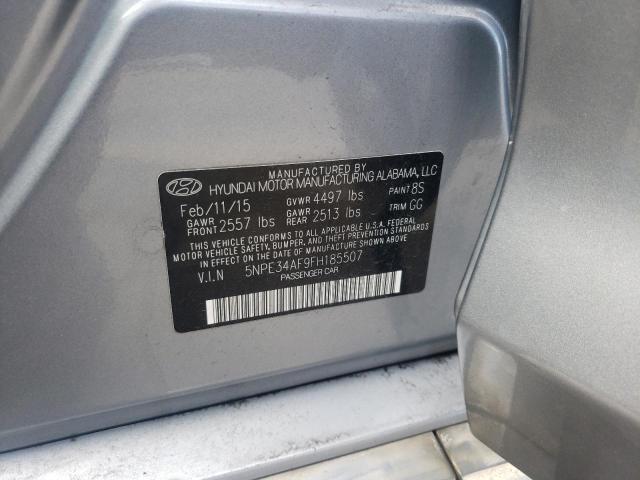 MANUFACTURED BY
HYUNDAI MOTOR MANUFACTURING ALABAMA, LLC
Feb/11/15 GVWR 4497 lbs PAINT 8S
GAWR FRONT 2557 lbs GAWR REAR 2513 lbs TRIM GG
THIS VEHICLE CONFORMS TO ALL APPLICABLE U.S.A. FEDERAL
MOTOR VEHICLE SAFETY, BUMPER, AND THEFT PREVENTION STANDARDS
IN EFFECT ON THE DATE OF MANUFACTURE SHOWN ABOVE.
V.I.N 5NPE34AF9FH185507
PASSENGER CAR